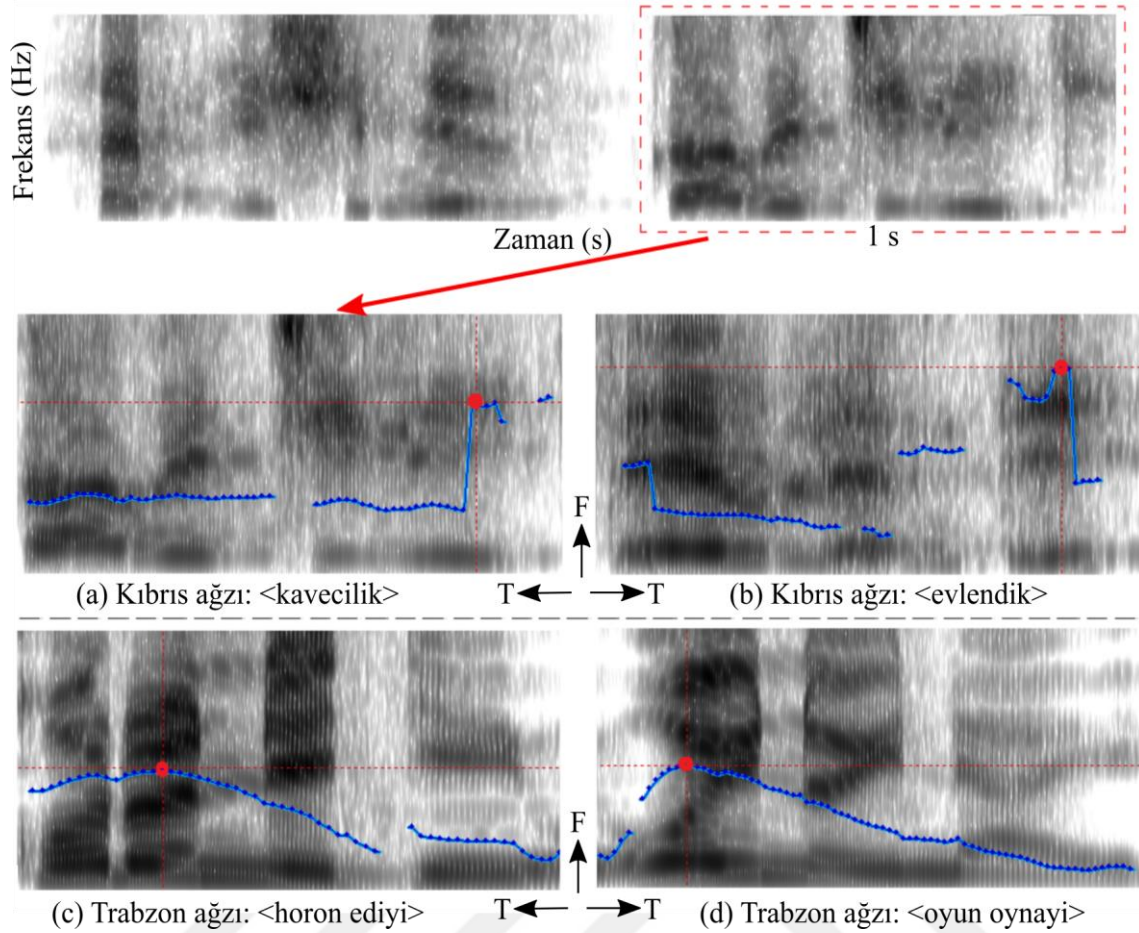 Frekans (Hz)
Zaman (s)
1 s
F
(a) Kıbrıs ağzı: <kavecilik>
T
T
(b) Kıbrıs ağzı: <evlendik>
F
(c) Trabzon ağzı: <horon ediyi>
T
T
(d) Trabzon ağzı: <oyun oynayi>